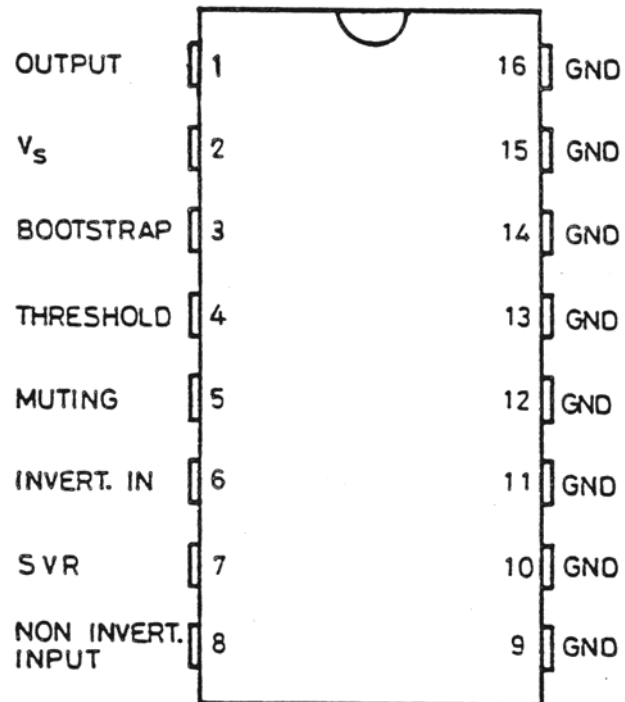 OUTPUT 1 16 GND
Vs 2 15 GND
BOOTSTRAP 3 14 GND
THRESHOLD 4 13 GND
MUTING 5 12 GND
INVERT. IN 6 11 GND
SVR 7 10 GND
NON INVERT.
INPUT 8 9 GND